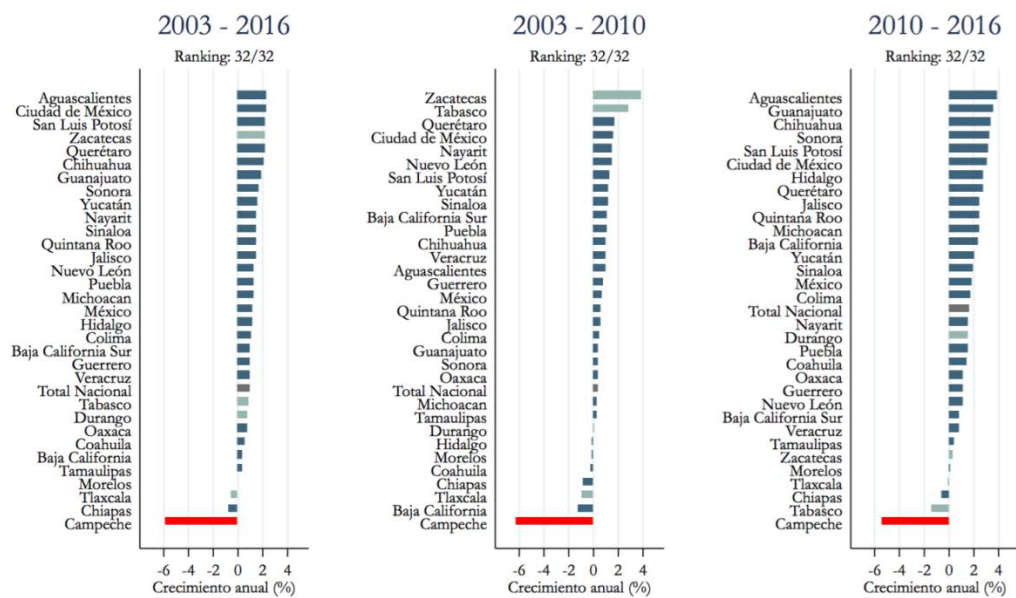 2003 - 2016
Ranking: 32/32
Aguascalientes
Ciudad de México
San Luis Potosí
Zacatecas
Querétaro
Chihuahua
Guanajuato
Sonora
Yucatán
Nayarit
Sinaloa
Quintana Roo
Jalisco
Nuevo León
Puebla
Michoacan
México
Hidalgo
Colima
Baja California Sur
Guerrero
Veracruz
Total Nacional
Tabasco
Durango
Oaxaca
Coahuila
Baja California
Tamaulipas
Morelos
Tlaxcala
Chiapas
Campeche
-6 -4 -2 0 2 4
Crecimiento anual (%)
2003 - 2010
Ranking: 32/32
Zacatecas
Tabasco
Querétaro
Ciudad de México
Nayarit
Nuevo León
San Luis Potosí
Yucatán
Sinaloa
Baja California Sur
Puebla
Chihuahua
Veracruz
Aguascalientes
Guerrero
México
Quintana Roo
Jalisco
Colima
Guanajuato
Sonora
Oaxaca
Total Nacional
Michoacan
Tamaulipas
Durango
Hidalgo
Morelos
Coahuila
Chiapas
Tlaxcala
Baja California
Campeche
-6 -4 -2 0 2 4
Crecimiento anual (%)
2010 - 2016
Ranking: 32/32
Aguascalientes
Guanajuato
Chihuahua
Sonora
San Luis Potosí
Ciudad de México
Hidalgo
Querétaro
Jalisco
Quintana Roo
Michoacan
Baja California
Yucatán
Sinaloa
México
Colima
Total Nacional
Nayarit
Durango
Puebla
Coahuila
Oaxaca
Guerrero
Nuevo León
Baja California Sur
Veracruz
Tamaulipas
Zacatecas
Morelos
Tlaxcala
Chiapas
Tabasco
Campeche
-6 -4 -2 0 2 4
Crecimiento anual (%)